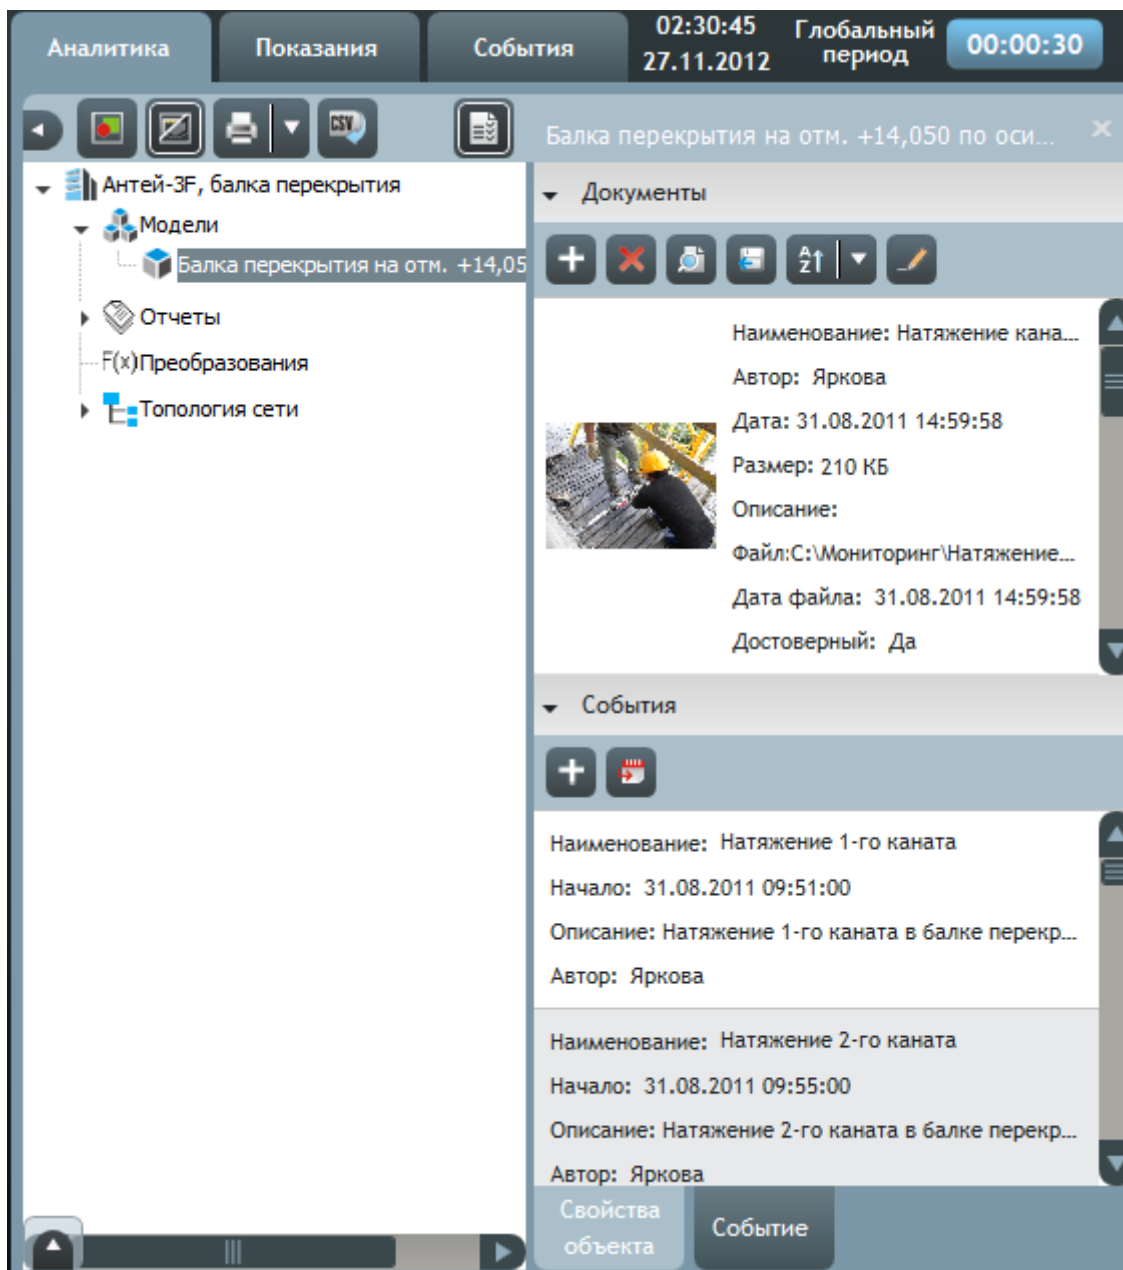 Аналитика
Показания
События
02:30:45
27.11.2012
Глобальный
период
00:00:30
CSV
Балка перекрытия на отм. +14,050 по оси...
Антей-3F, балка перекрытия
Модели
Балка перекрытия на отм. +14,05
Отчеты
F(x)Преобразования
Топология сети
Документы
A
Z
Наименование: Натяжение кана...
Автор: Яркова
Дата: 31.08.2011 14:59:58
Размер: 210 КБ
Описание:
Файл:C:\Мониторинг\Натяжение...
Дата файла: 31.08.2011 14:59:58
Достоверный: Да
События
Наименование: Натяжение 1-го каната
Начало: 31.08.2011 09:51:00
Описание: Натяжение 1-го каната в балке перекр...
Автор: Яркова
Наименование: Натяжение 2-го каната
Начало: 31.08.2011 09:55:00
Описание: Натяжение 2-го каната в балке перекр...
Автор: Яркова
Свойства
объекта
Событие